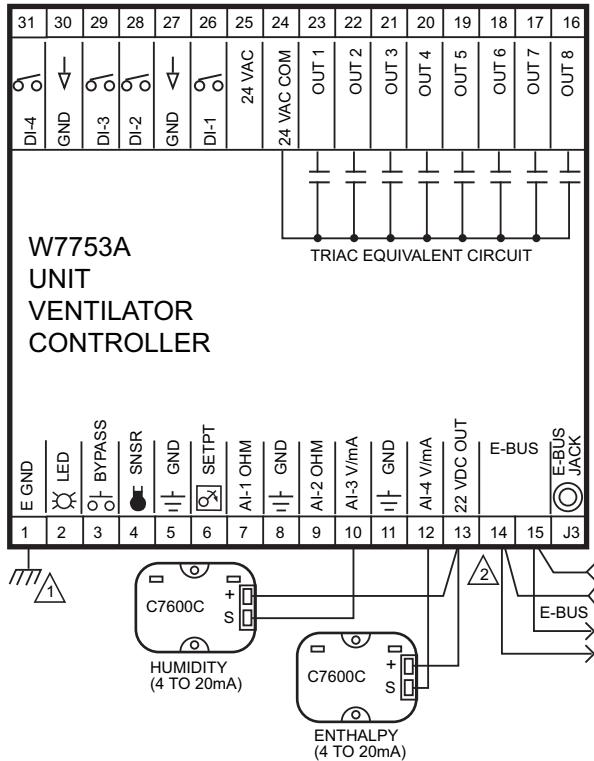 31 30 29 28 27 26 25 24 23 22 21 20 19 18 17 16
DI-4
GND
DI-3
DI-2
GND
DI-1
24 VAC
24 VAC COM
OUT 1
OUT 2
OUT 3
OUT 4
OUT 5
OUT 6
OUT 7
OUT 8
TRIAC EQUIVALENT CIRCUIT
W7753A
UNIT
VENTILATOR
CONTROLLER
E GND
LED
BYPASS
SNSR
GND
SETPT
AI-1 OHM
GND
AI-2 OHM
AI-3 V/mA
GND
AI-4 V/mA
22 VDC OUT
E-BUS
E-BUS
JACK
1 2 3 4 5 6 7 8 9 10 11 12 13 14 15 J3
1
2
E-BUS
C7600C
+
S
HUMIDITY
(4 TO 20mA)
C7600C
+
S
ENTHALPY
(4 TO 20mA)